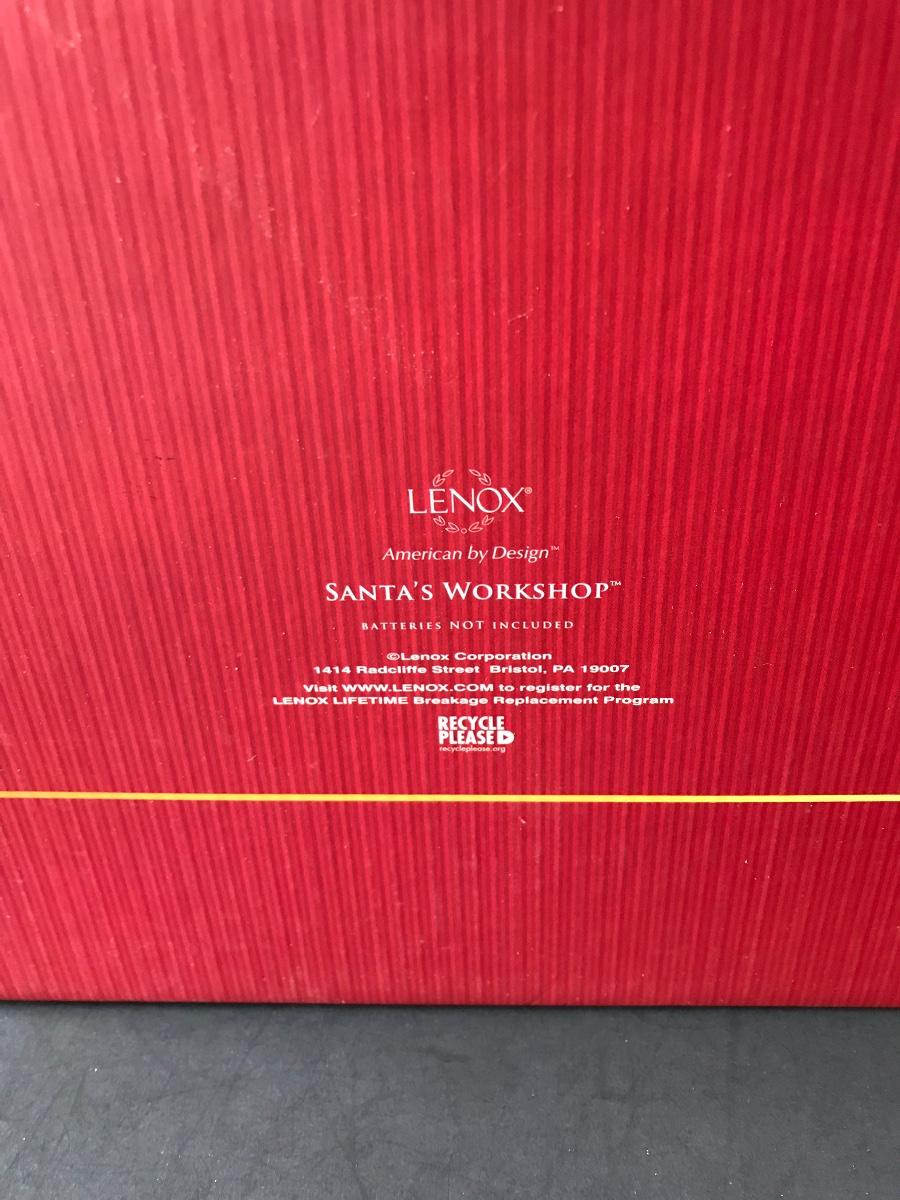 LENOX®
American by Design™
SANTA'S WORKSHOP™
BATTERIES NOT INCLUDED
©Lenox Corporation
1414 Radcliffe Street Bristol, PA 19007
Visit WWW.LENOX.COM to register for the
LENOX LIFETIME Breakage Replacement Program
RECYCLE
PLEASE
recycleplease.org